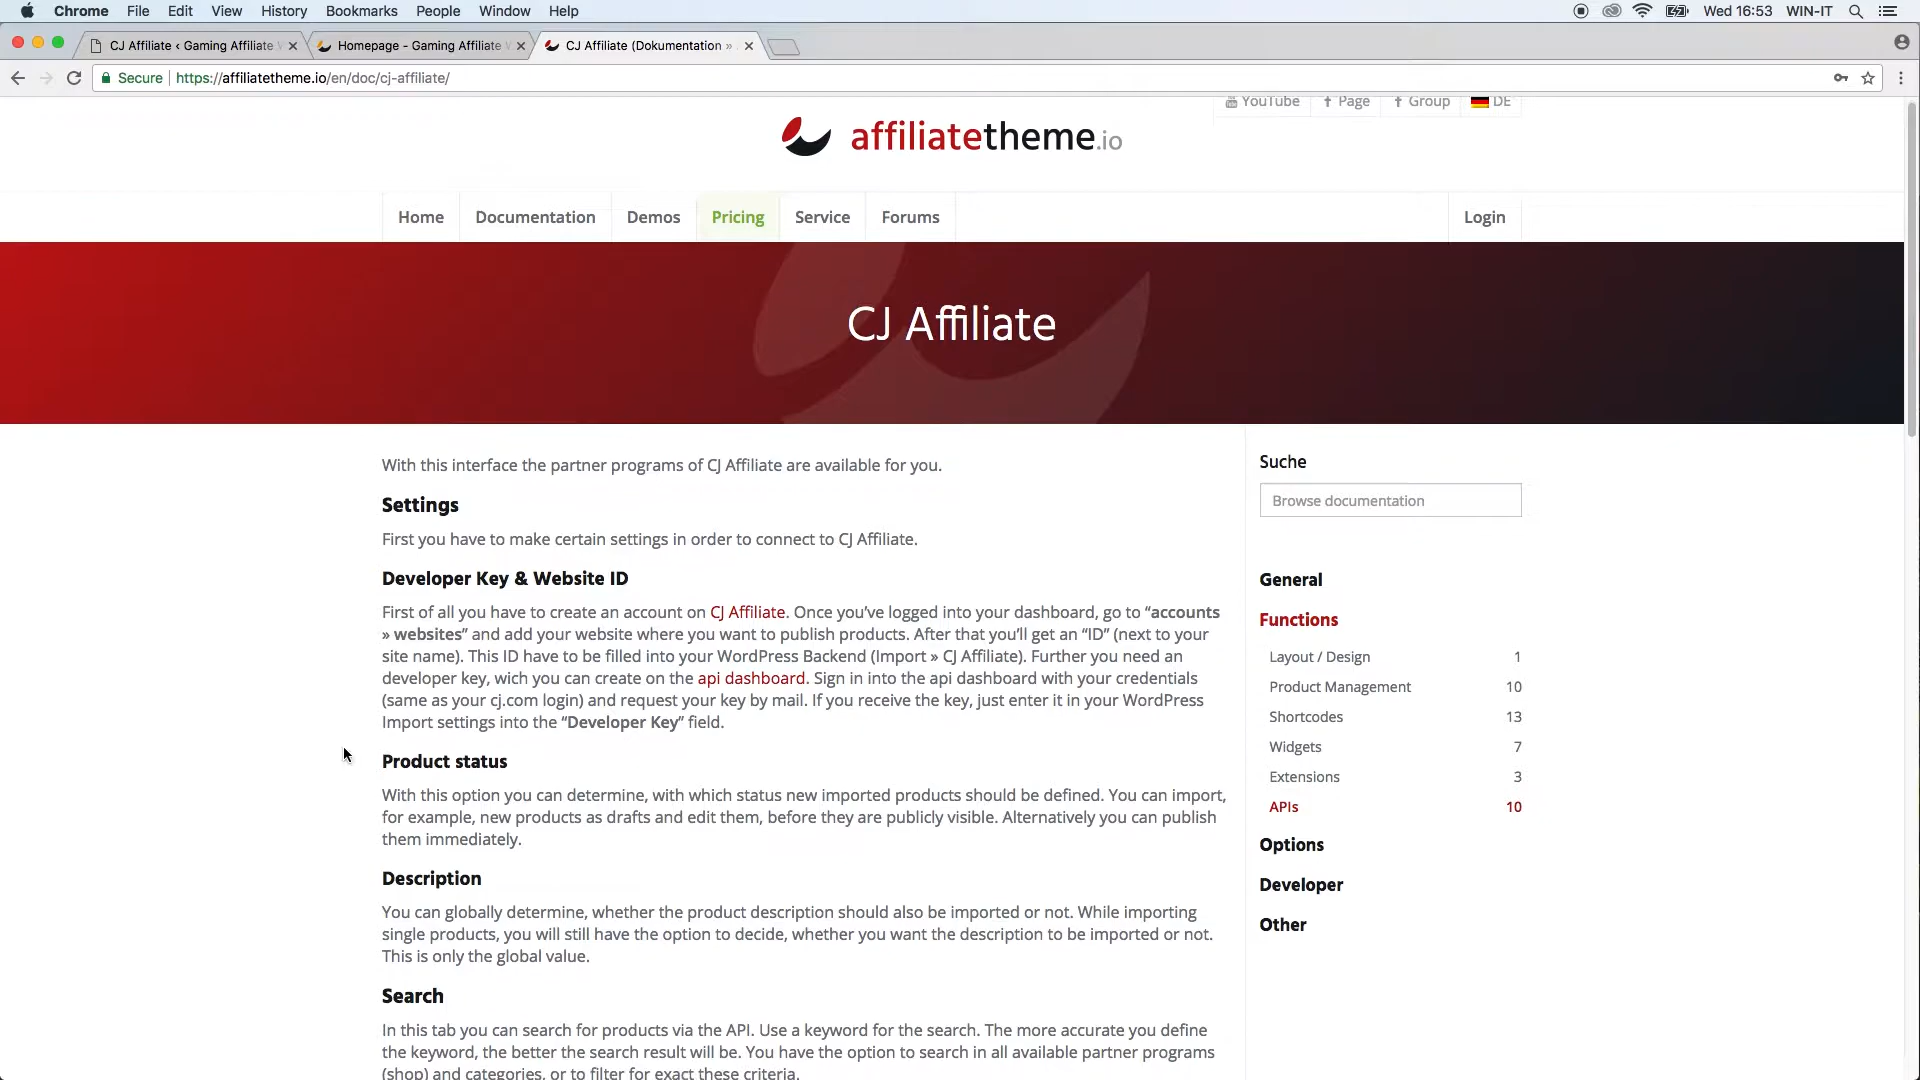 Chrome File Edit View History Bookmarks People Window Help
Wed 16:53 WIN-IT
CJ Affiliate ‹ Gaming Affiliate W
Homepage - Gaming Affiliate W
CJ Affiliate (Dokumentation »
Secure https://affiliatetheme.io/en/doc/cj-affiliate/
YouTube Page Group DE
affiliatetheme.io
Home Documentation Demos Pricing Service Forums Login
CJ Affiliate
With this interface the partner programs of CJ Affiliate are available for you.
Settings
First you have to make certain settings in order to connect to CJ Affiliate.
Developer Key & Website ID
First of all you have to create an account on CJ Affiliate. Once you’ve logged into your dashboard, go to “accounts
» websites” and add your website where you want to publish products. After that you’ll get an “ID” (next to your
site name). This ID have to be filled into your WordPress Backend (Import » CJ Affiliate). Further you need an
developer key, wich you can create on the api dashboard. Sign in into the api dashboard with your credentials
(same as your cj.com login) and request your key by mail. If you receive the key, just enter it in your WordPress
Import settings into the “Developer Key” field.
Product status
With this option you can determine, with which status new imported products should be defined. You can import,
for example, new products as drafts and edit them, before they are publicly visible. Alternatively you can publish
them immediately.
Description
You can globally determine, whether the product description should also be imported or not. While importing
single products, you will still have the option to decide, whether you want the description to be imported or not.
This is only the global value.
Search
In this tab you can search for products via the API. Use a keyword for the search. The more accurate you define
the keyword, the better the search result will be. You have the option to search in all available partner programs
(shop) and categories, or to filter for exact these criteria.
Suche
Browse documentation
General
Functions
Layout / Design 1
Product Management 10
Shortcodes 13
Widgets 7
Extensions 3
APIs 10
Options
Developer
Other